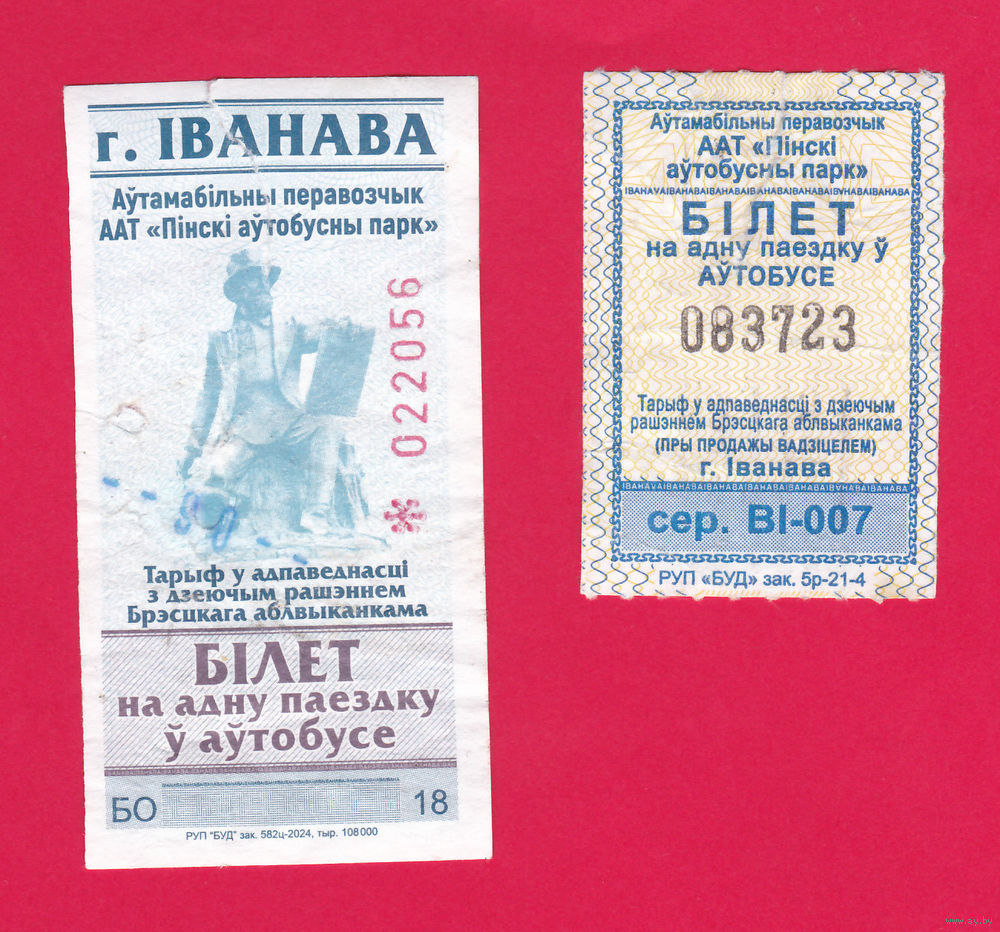 г. ІВАНАВА
Аўтамабільны перавозчык
ААТ «Пінскі аўтобусны парк»
* 022056
Тарыф у адпаведнасці
з дзеючым рашэннем
Брэсцкага аблвыканкама
БІЛЕТ
на адну паездку
ў аўтобусе
БО 18
РУП "БУД" зак. 582ц-2024, тыр. 108000
Аўтамабільны перавозчык
ААТ «Пінскі
аўтобусны парк»
БІЛЕТ
на адну паездку ў
АЎТОБУСЕ
083723
Тарыф у адпаведнасці з дзеючым
рашэннем Брэсцкага аблвыканкама
(ПРЫ ПРОДАЖЫ ВАДЗІЦЕЛЕМ)
г. Іванава
сер. ВІ-007
РУП «БУД» зак. 5р-21-4
www.ay.by